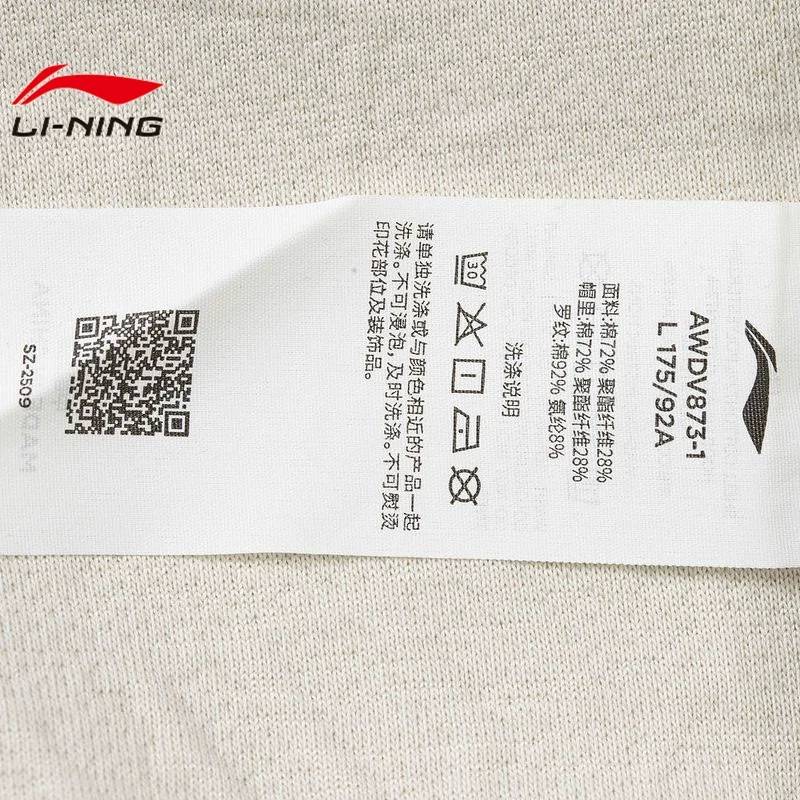 LI-NING
AWDV873-1
L 175/92A
面料:棉72% 聚酯纤维28%
帽里:棉72% 聚酯纤维28%
罗纹:棉92% 氨纶8%
洗涤说明
30
请单独洗涤或与颜色相近的产品一起
洗涤。不可浸泡,及时洗涤。不可熨烫
印花部位及装饰品。
SZ-2509